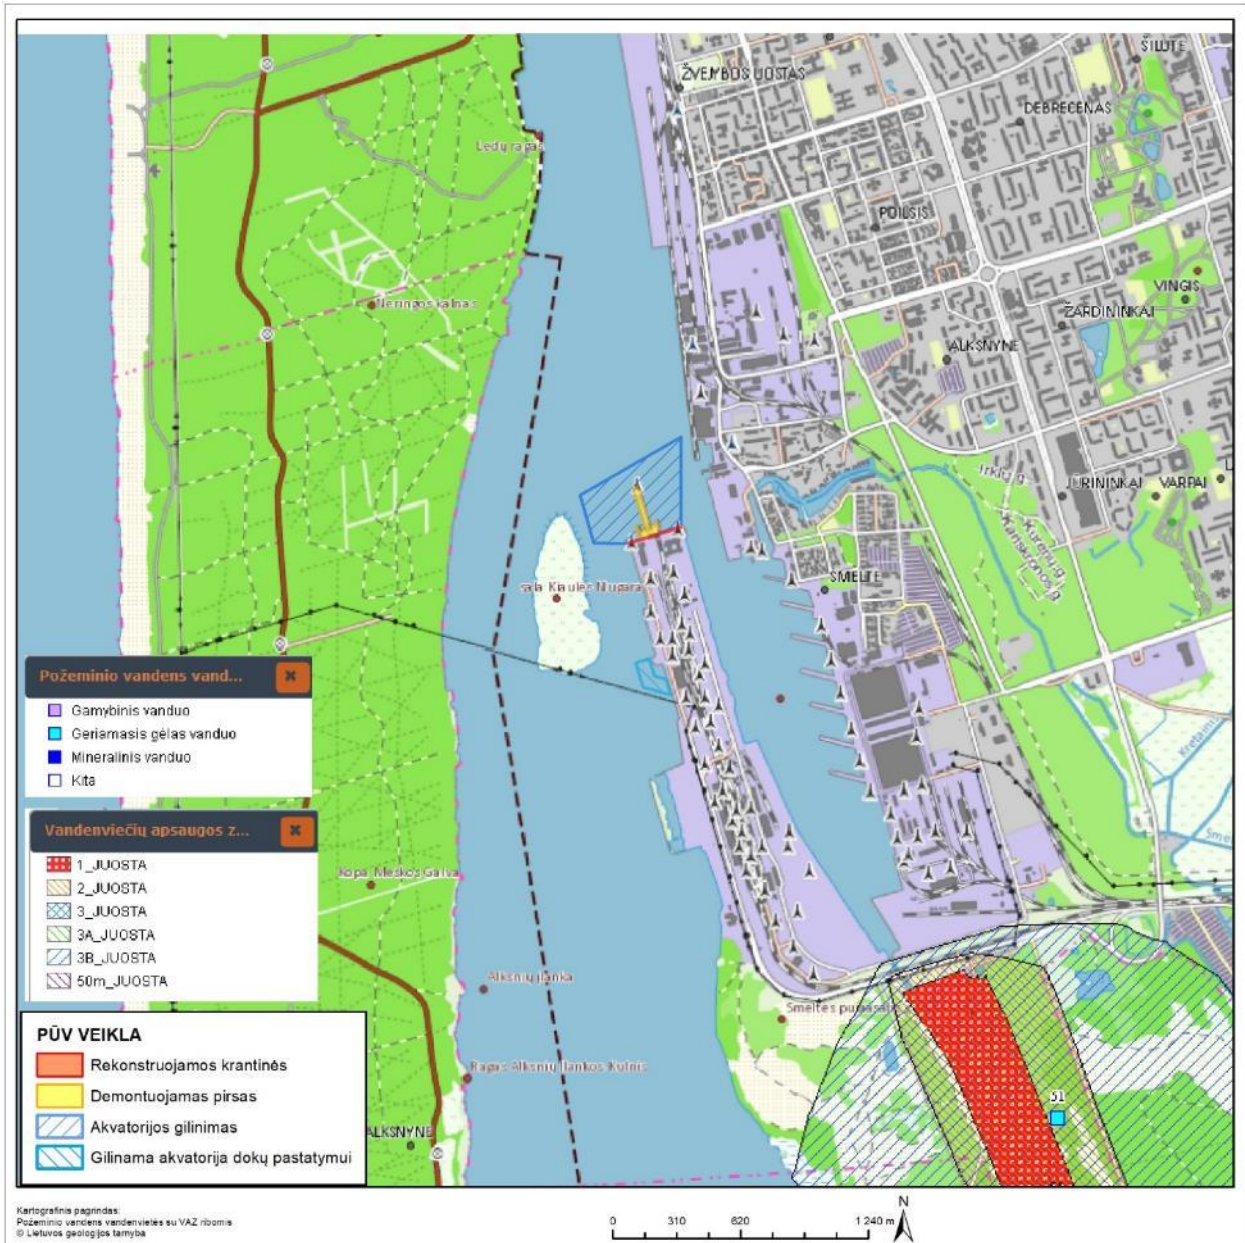 ŠILUTĖ
ŽVEJYBOS UOSTAS
DEBRECENAS
Ledų ragas
POILSIS
VINGIS
Neringos kalnas
ŽARDININKAI
ALKSNYNĖ
Irklų g.
JŪRININKAI
VARPAI
Kurėnų g.
Kariškonos g.
SMELTĖ
sala Kiaulės Nugara
Požeminio vandens vand...
Gamybinis vanduo
Geriamasis gėlas vanduo
Mineralinis vanduo
Kita
Vandenviečių apsaugos z...
1_JUOSTA
2_JUOSTA
3_JUOSTA
3A_JUOSTA
3B_JUOSTA
50m_JUOSTA
Kopa Meškos Galva
Alksnių įlanka
Smeltės pusiasalis
Ragas Alksnių Įlankos Kulnis
51
ALKSNYNĖ
PŪV VEIKLA
Rekonstruojamos krantinės
Demontuojamas pirsas
Akvatorijos gilinimas
Gilinama akvatorija dokų pastatymui
Kartografinis pagrindas:
Požeminio vandens vandenvietės su VAZ ribomis
© Lietuvos geologijos tarnyba
N
0 310 620 1 240 m